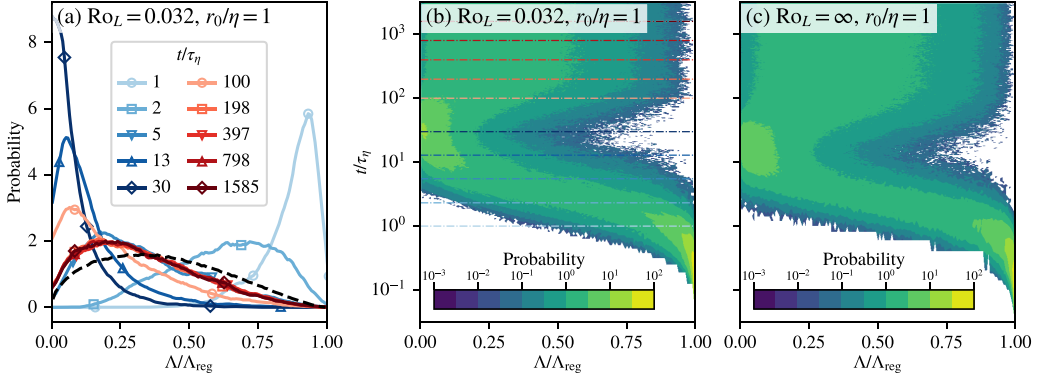 (a) Ro_L = 0.032, r_0/η = 1
Probability
8
6
4
2
0
t/τ_η
1
2
5
13
30
100
198
397
798
1585
0.00 0.25 0.50 0.75 1.00
Λ/Λ_reg
(b) Ro_L = 0.032, r_0/η = 1
t/τ_η
10^3
10^2
10^1
10^0
10^−1
Probability
10^−3 10^−2 10^−1 10^0 10^1 10^2
0.00 0.25 0.50 0.75 1.00
Λ/Λ_reg
(c) Ro_L = ∞, r_0/η = 1
Probability
10^−3 10^−2 10^−1 10^0 10^1 10^2
0.00 0.25 0.50 0.75 1.00
Λ/Λ_reg